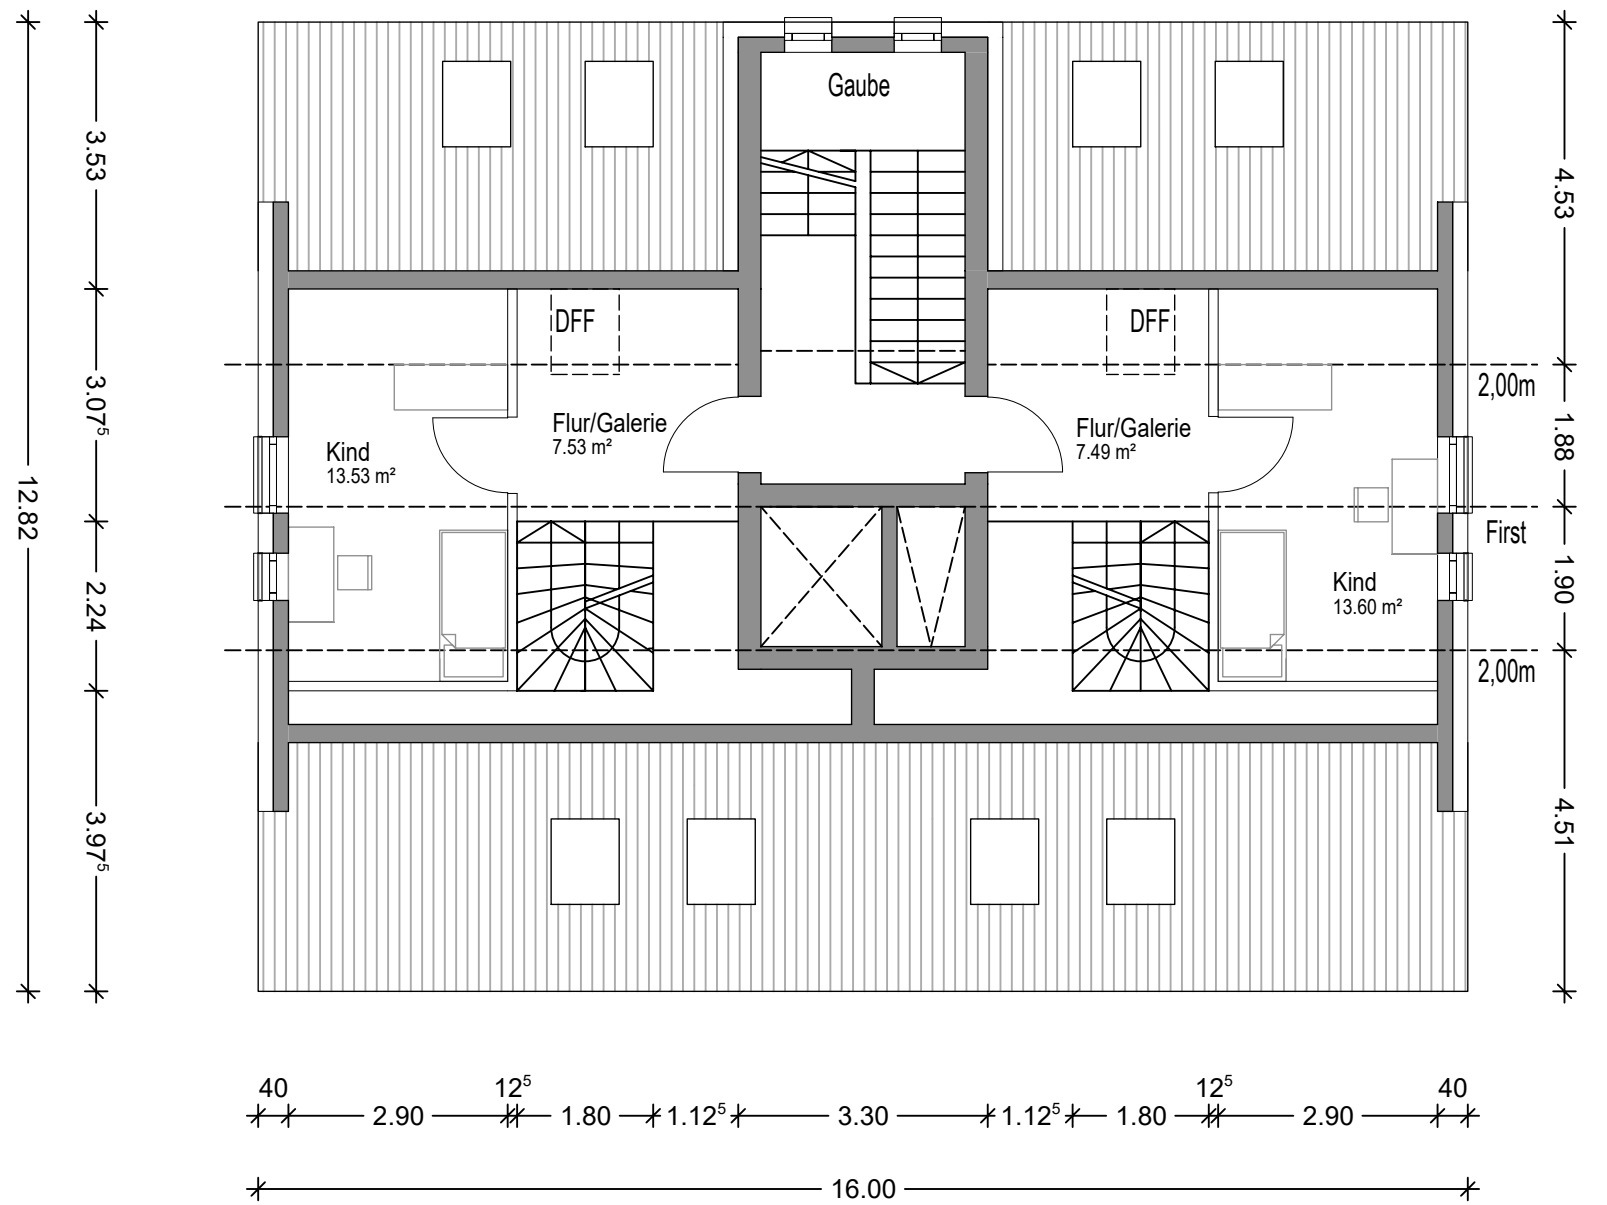 Gaube
3.53
4.53
DFF
DFF
2,00m
3.07⁵
Flur/Galerie
7.53 m²
Flur/Galerie
7.49 m²
1.88
Kind
13.53 m²
12.82
First
2.24
Kind
13.60 m²
1.90
2,00m
3.97⁵
4.51
40 12⁵ 12⁵ 40
2.90 1.80 1.12⁵ 3.30 1.12⁵ 1.80 2.90
16.00